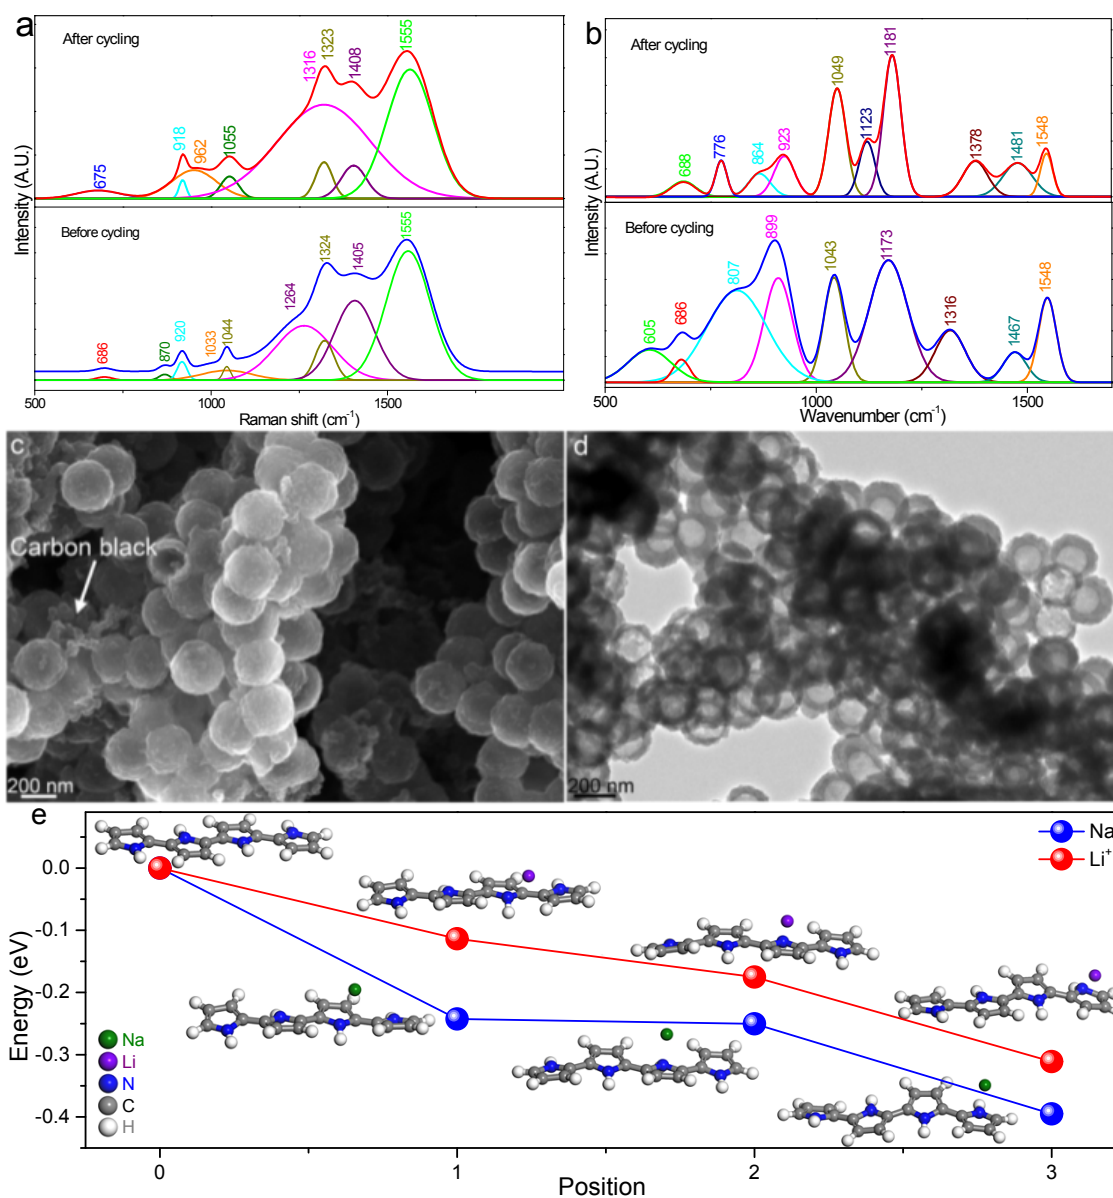 a
After cycling
675
918
962
1055
1316
1323
1408
1555
Before cycling
686
870
920
1033
1044
1264
1324
1405
1555
Intensity (A.U.)
500
1000
1500
Raman shift (cm⁻¹)
b
After cycling
688
776
864
923
1049
1123
1181
1378
1481
1548
Before cycling
605
686
807
899
1043
1173
1316
1467
1548
Intensity (A.U.)
500
1000
1500
Wavenumber (cm⁻¹)
c
Carbon black
200 nm
d
200 nm
e
Na
Li⁺
0.0
-0.1
-0.2
-0.3
-0.4
Energy (eV)
Na
Li
N
C
H
0
1
2
3
Position